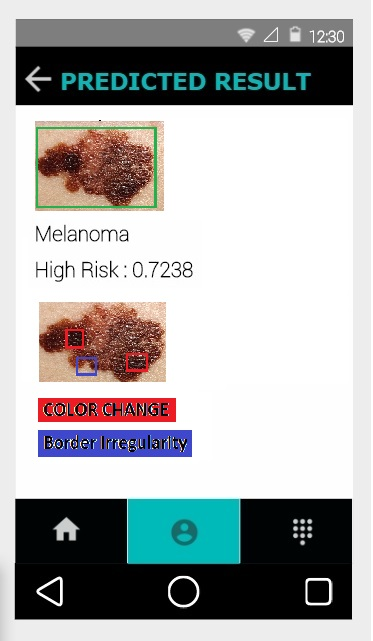 12:30
PREDICTED RESULT
Melanoma
High Risk : 0.7238
COLOR CHANGE
Border Irregularity